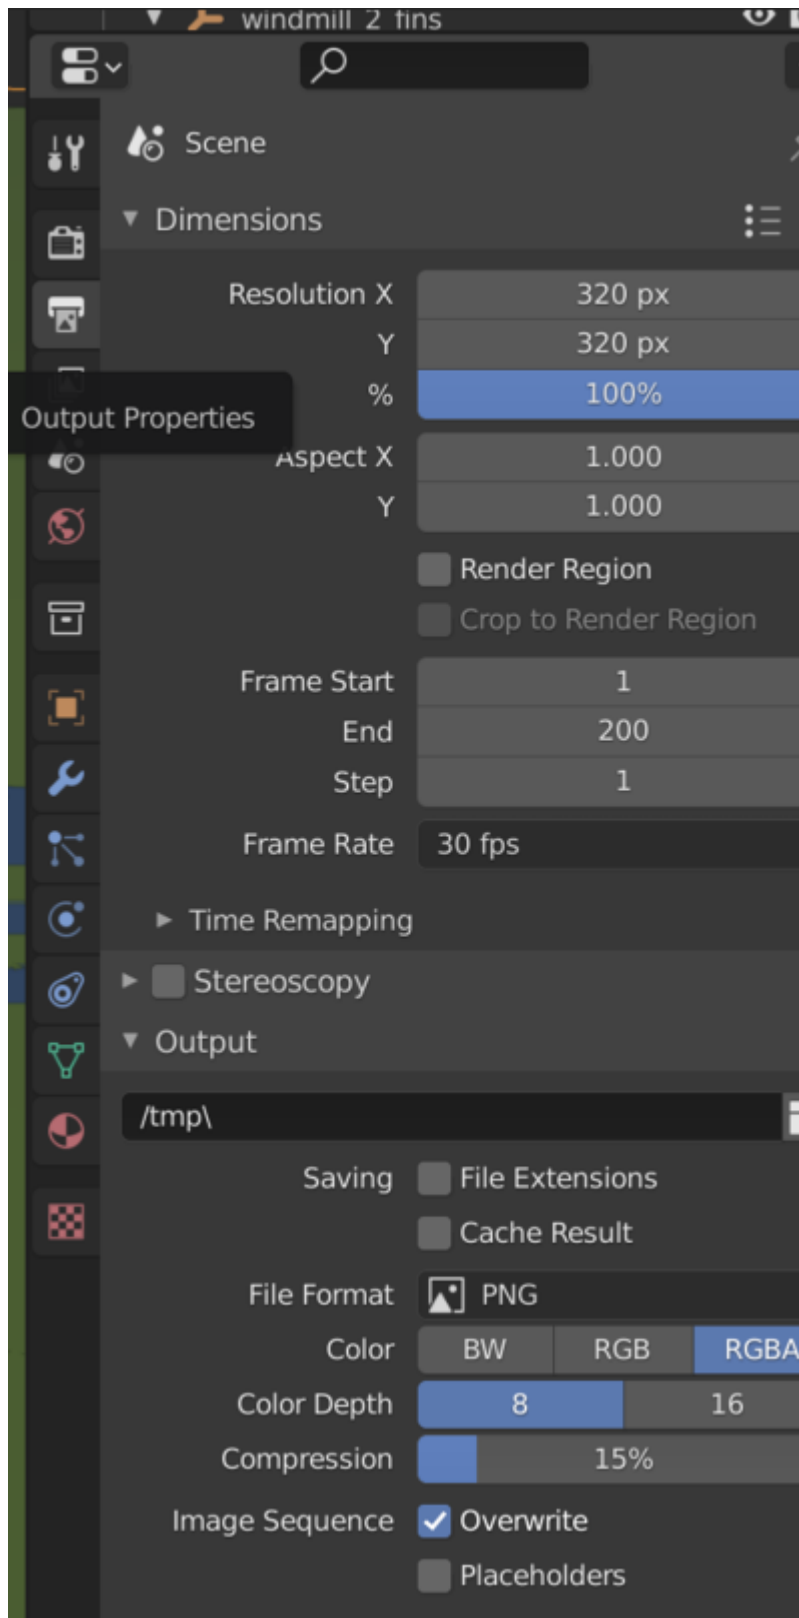 windmill 2 fins
Scene
Dimensions
Resolution X 320 px
Y 320 px
% 100%
Output Properties
Aspect X 1.000
Y 1.000
Render Region
Crop to Render Region
Frame Start 1
End 200
Step 1
Frame Rate 30 fps
Time Remapping
Stereoscopy
Output
/tmp\
Saving File Extensions
Cache Result
File Format PNG
Color BW RGB RGBA
Color Depth 8 16
Compression 15%
Image Sequence Overwrite
Placeholders